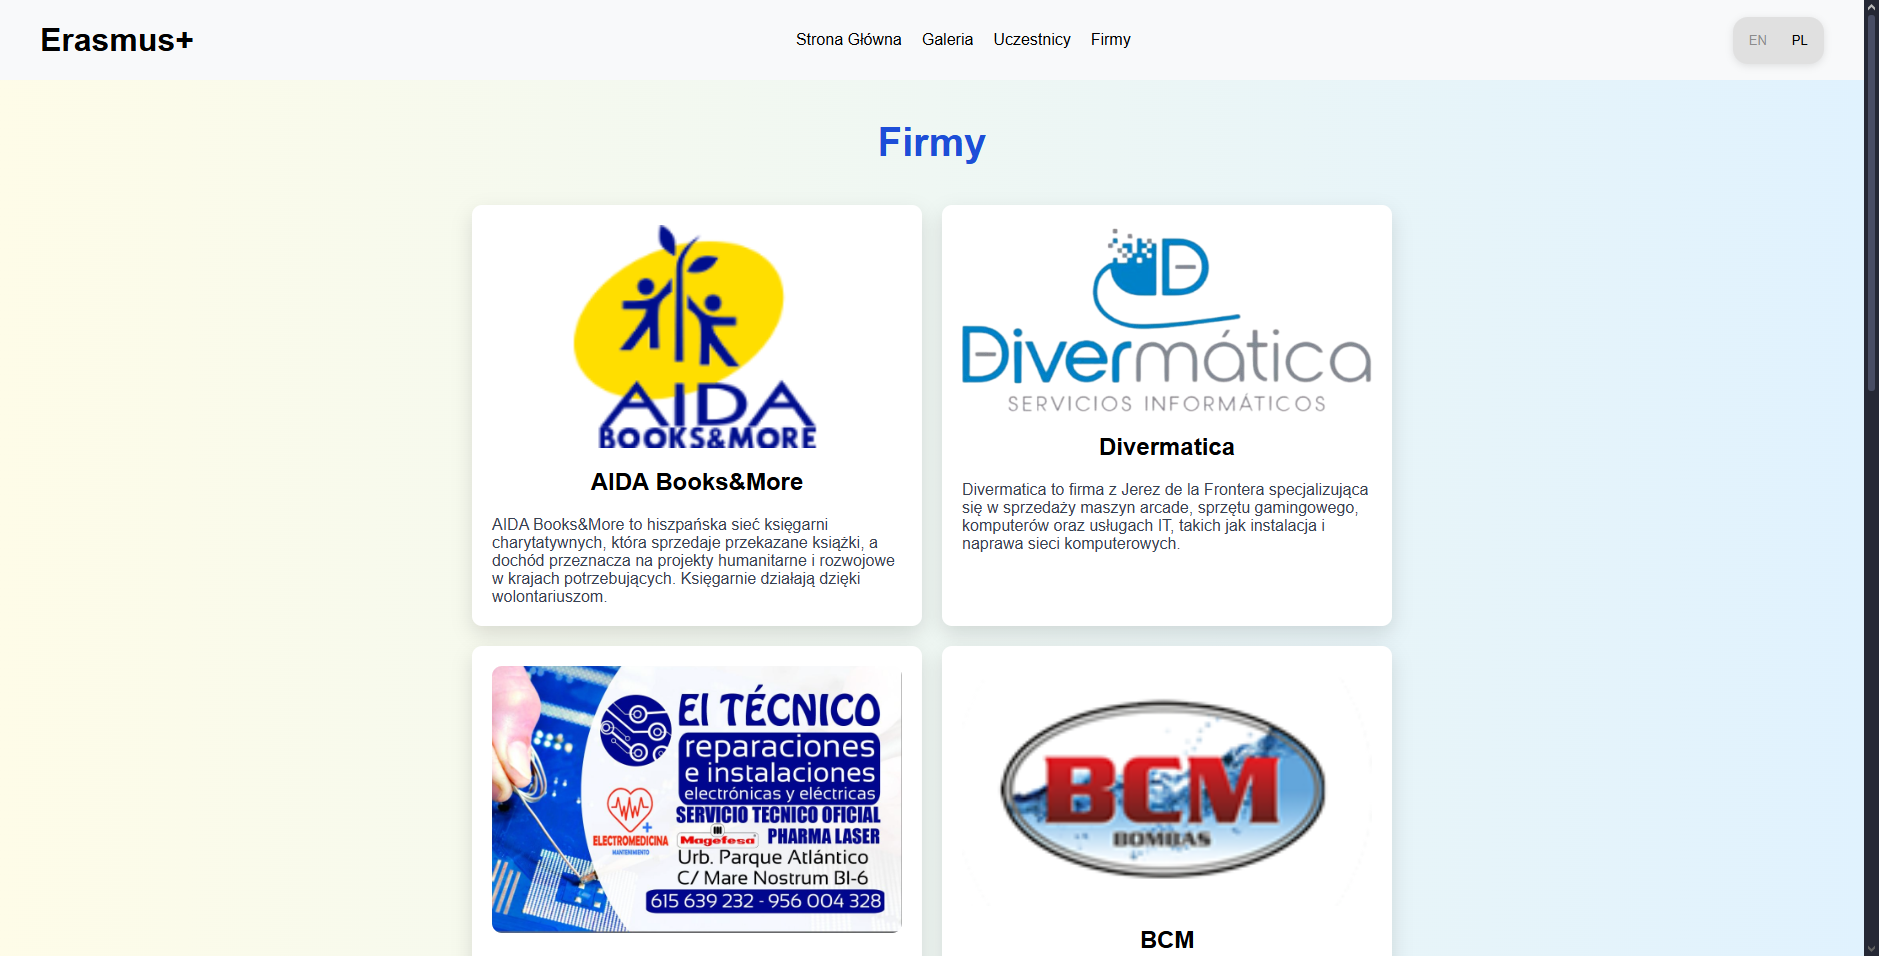 Erasmus+
Strona Główna Galeria Uczestnicy Firmy
EN PL
Firmy
AIDA
BOOKS&MORE
AIDA Books&More
AIDA Books&More to hiszpańska sieć księgarni
charytatywnych, która sprzedaje przekazane książki, a
dochód przeznacza na projekty humanitarne i rozwojowe
w krajach potrzebujących. Księgarnie działają dzięki
wolontariuszom.
D
Divermática
SERVICIOS INFORMÁTICOS
Divermatica
Divermatica to firma z Jerez de la Frontera specjalizująca
się w sprzedaży maszyn arcade, sprzętu gamingowego,
komputerów oraz usługach IT, takich jak instalacja i
naprawa sieci komputerowych.
El TÉCNICO
reparaciones
e instalaciones
electrónicas y eléctricas
SERVICIO TECNICO OFICIAL
Magefesa PHARMA LASER
ELECTROMEDICINA
MANTENIMIENTO
Urb. Parque Atlántico
C/ Mare Nostrum Bl-6
615 639 232 - 956 004 328
BCM
BOMBAS
BCM